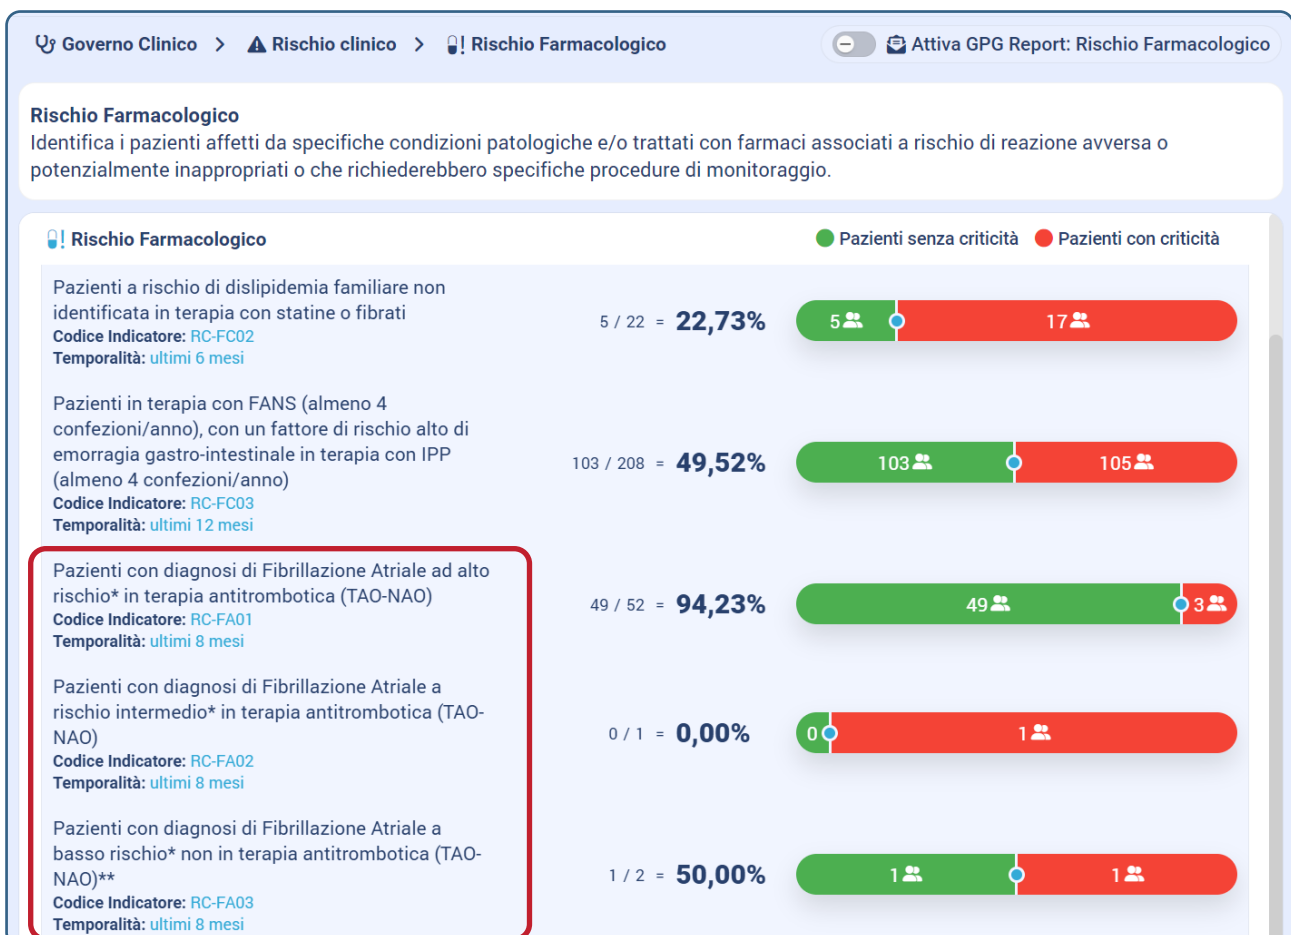 Governo Clinico > Rischio clinico > Rischio Farmacologico
Attiva GPG Report: Rischio Farmacologico
Rischio Farmacologico
Identifica i pazienti affetti da specifiche condizioni patologiche e/o trattati con farmaci associati a rischio di reazione avversa o
potenzialmente inappropriati o che richiederebbero specifiche procedure di monitoraggio.
Rischio Farmacologico
Pazienti senza criticità
Pazienti con criticità
Pazienti a rischio di dislipidemia familiare non
identificata in terapia con statine o fibrati
Codice Indicatore: RC-FC02
Temporalità: ultimi 6 mesi
5 / 22 = 22,73%
5
17
Pazienti in terapia con FANS (almeno 4
confezioni/anno), con un fattore di rischio alto di
emorragia gastro-intestinale in terapia con IPP
(almeno 4 confezioni/anno)
Codice Indicatore: RC-FC03
Temporalità: ultimi 12 mesi
103 / 208 = 49,52%
103
105
Pazienti con diagnosi di Fibrillazione Atriale ad alto
rischio* in terapia antitrombotica (TAO-NAO)
Codice Indicatore: RC-FA01
Temporalità: ultimi 8 mesi
49 / 52 = 94,23%
49
3
Pazienti con diagnosi di Fibrillazione Atriale a
rischio intermedio* in terapia antitrombotica (TAO-
NAO)
Codice Indicatore: RC-FA02
Temporalità: ultimi 8 mesi
0 / 1 = 0,00%
0
1
Pazienti con diagnosi di Fibrillazione Atriale a
basso rischio* non in terapia antitrombotica (TAO-
NAO)**
Codice Indicatore: RC-FA03
Temporalità: ultimi 8 mesi
1 / 2 = 50,00%
1
1